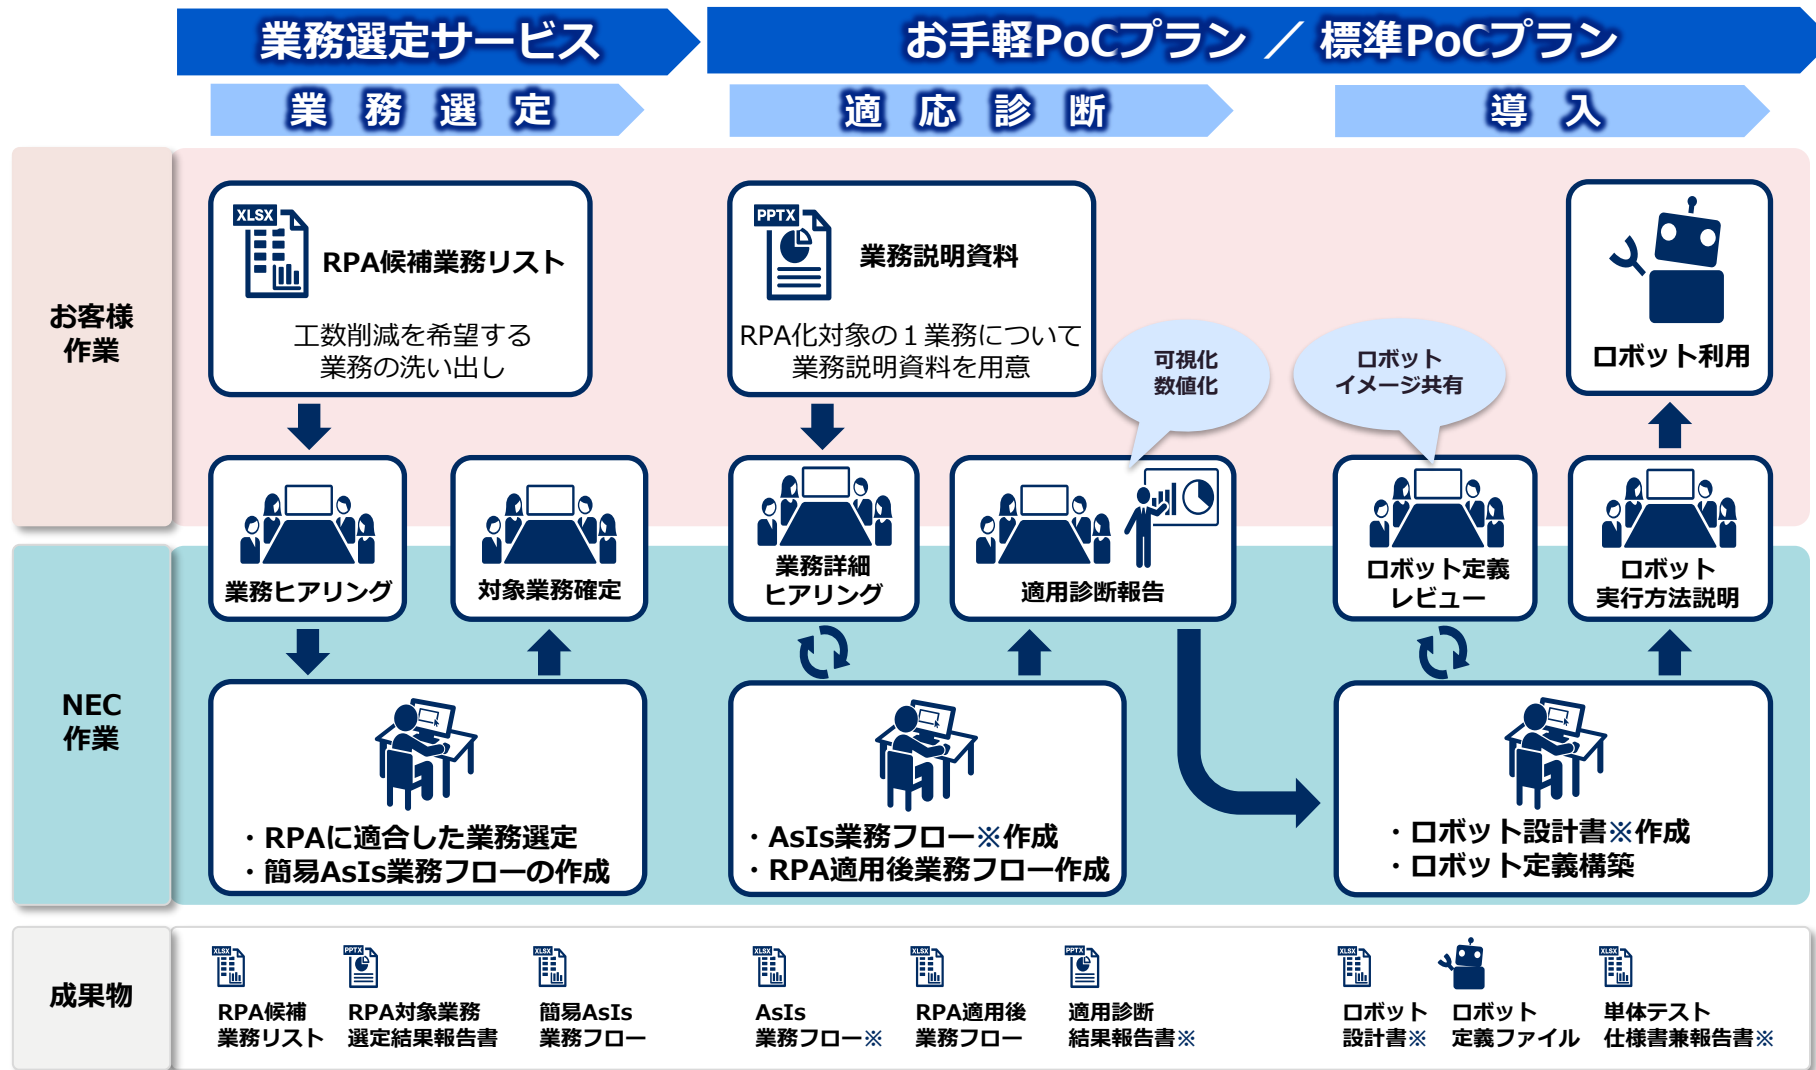 業務選定サービス
お手軽PoCプラン ／ 標準PoCプラン
業務選定
適応診断
導入
お客様
作業
XLSX
RPA候補業務リスト
工数削減を希望する
業務の洗い出し
PPTX
業務説明資料
RPA化対象の１業務について
業務説明資料を用意
可視化
数値化
ロボット
イメージ共有
ロボット利用
業務ヒアリング
対象業務確定
業務詳細
ヒアリング
適用診断報告
ロボット定義
レビュー
ロボット
実行方法説明
NEC
作業
・RPAに適合した業務選定
・簡易AsIs業務フローの作成
・AsIs業務フロー※作成
・RPA適用後業務フロー作成
・ロボット設計書※作成
・ロボット定義構築
成果物
XLSX
RPA候補
業務リスト
PPTX
RPA対象業務
選定結果報告書
XLSX
簡易AsIs
業務フロー
XLSX
AsIs
業務フロー※
XLSX
RPA適用後
業務フロー
PPTX
適用診断
結果報告書※
XLSX
ロボット
設計書※
ロボット
定義ファイル
XLSX
単体テスト
仕様書兼報告書※